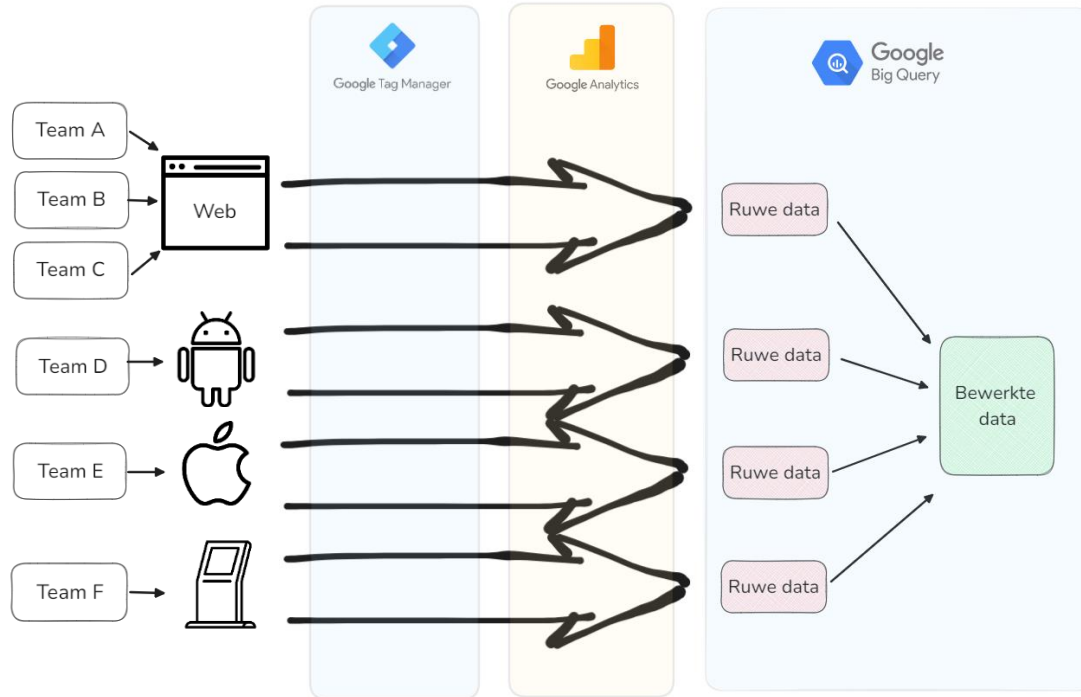 Google Tag Manager
Google Analytics
Google
Big Query
Team A
Team B
Team C
Web
Ruwe data
Team D
Ruwe data
Bewerkte
data
Team E
Ruwe data
Team F
Ruwe data